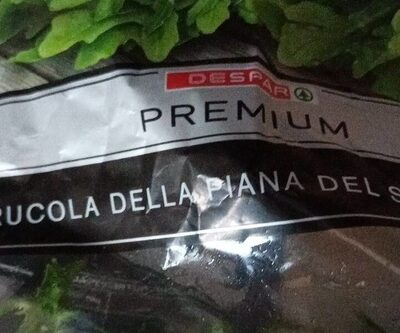 DESPAR
PREMIUM
RUCOLA DELLA PIANA DEL S